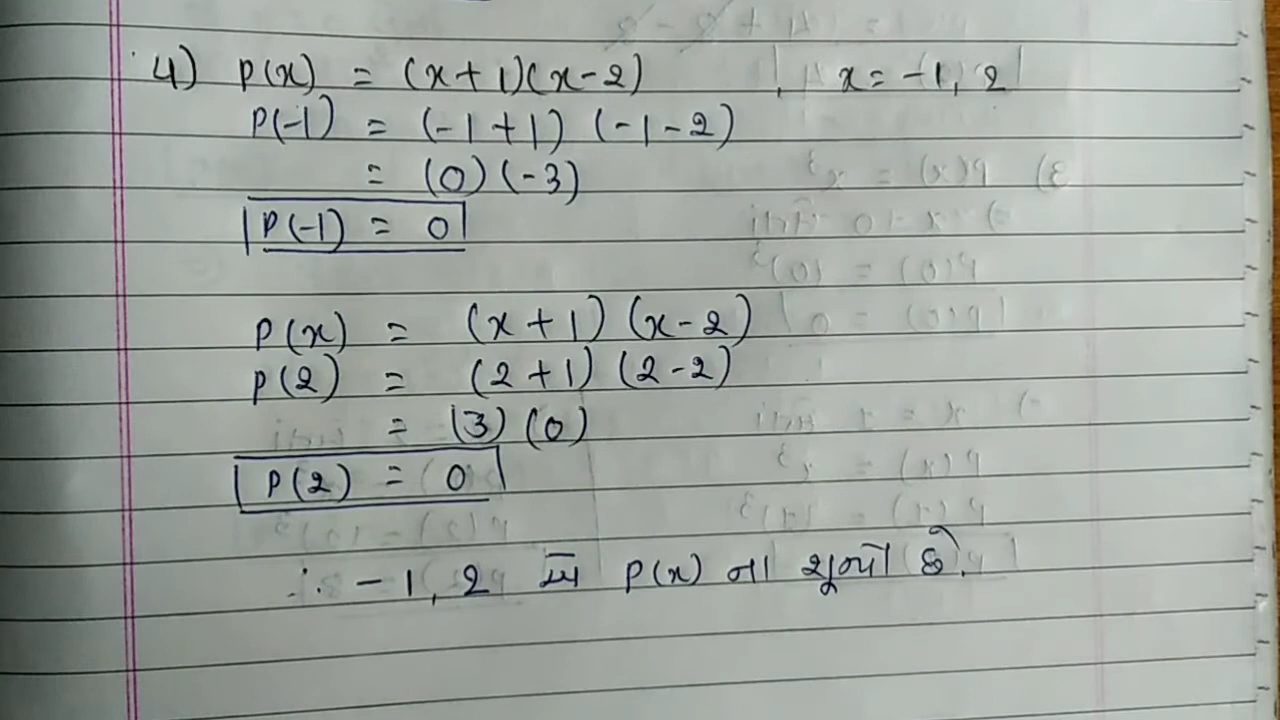 4) P(x) = (x+1)(x-2) , x = -1, 2
P(-1) = (-1+1) (-1-2)
= (0) (-3)
P(-1) = 0
P(x) = (x+1) (x-2)
P(2) = (2+1) (2-2)
= (3) (0)
P(2) = 0
∴ -1, 2 એ P(x) ના શૂન્યો છે.